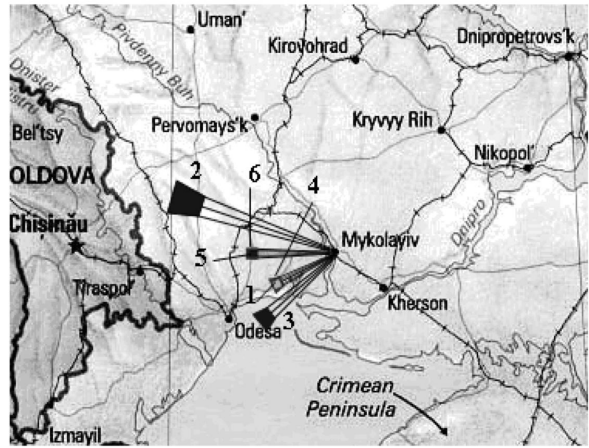 Uman'
Dnipropetrovs'k
Kirovohrad
Pivdenny Buh
Dnister
istru
Pervomays'k
Bel'tsy
Kryvyy Rih
OLDOVA
2
6
4
Nikopol'
Chişinău
Mykolayiv
Dnipro
5
Tiraspol'
1
Kherson
3
Odesa
Crimean
Peninsula
Izmayil